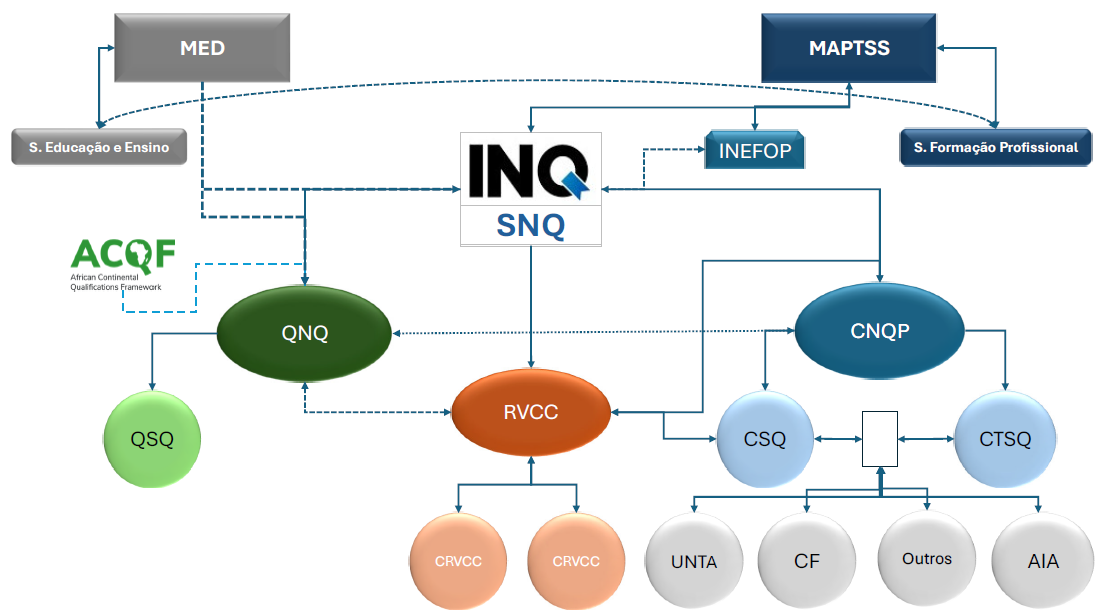 MED
MAPTSS
S. Educação e Ensino
INEFOP
S. Formação Profissional
INQ
SNQ
ACQF
African Continental
Qualifications Framework
QNQ
CNQP
RVCC
QSQ
CSQ
CTSQ
CRVCC
CRVCC
UNTA
CF
Outros
AIA